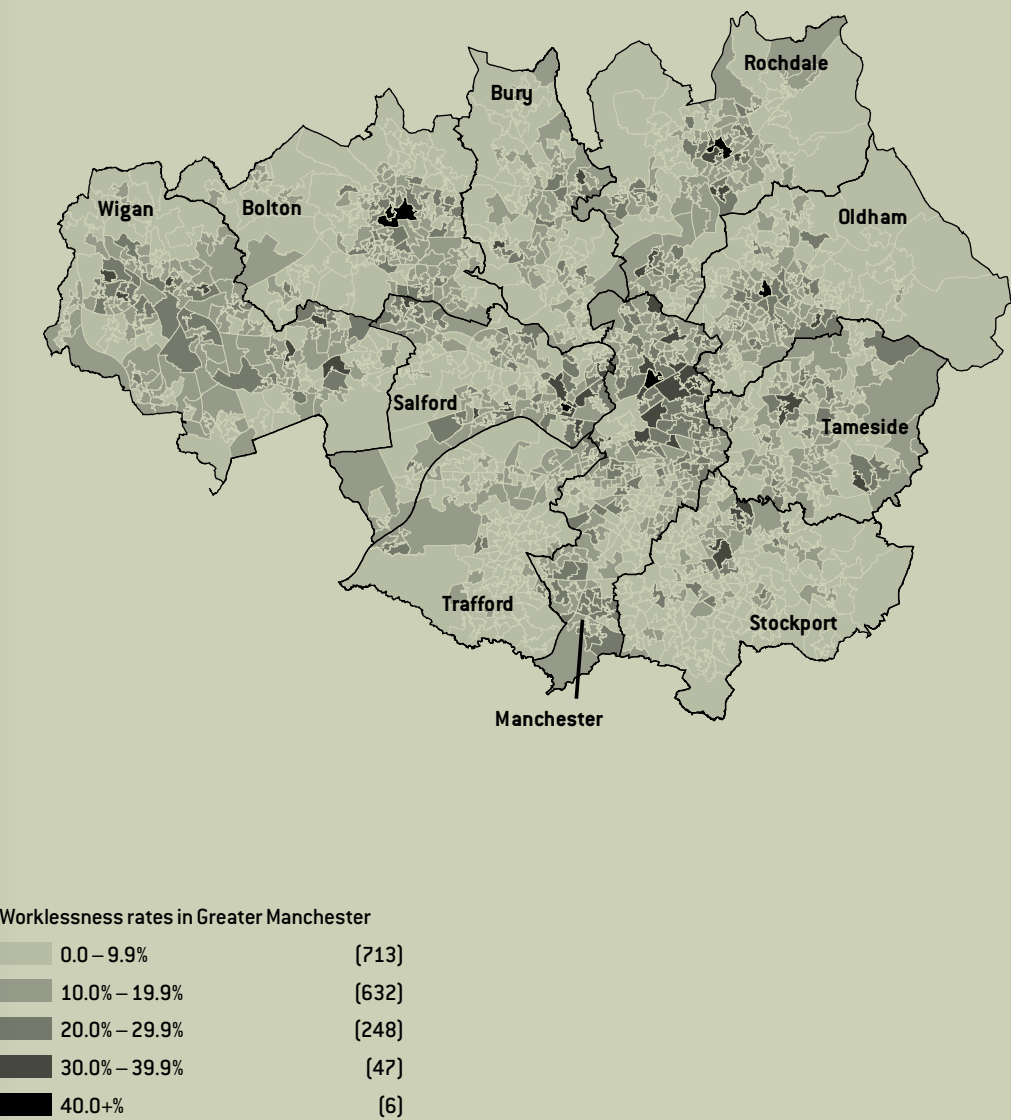 Rochdale
Bury
Wigan
Bolton
Oldham
Salford
Tameside
Trafford
Stockport
Manchester
Worklessness rates in Greater Manchester
0.0 – 9.9% (713)
10.0% – 19.9% (632)
20.0% – 29.9% (248)
30.0% – 39.9% (47)
40.0+% (6)